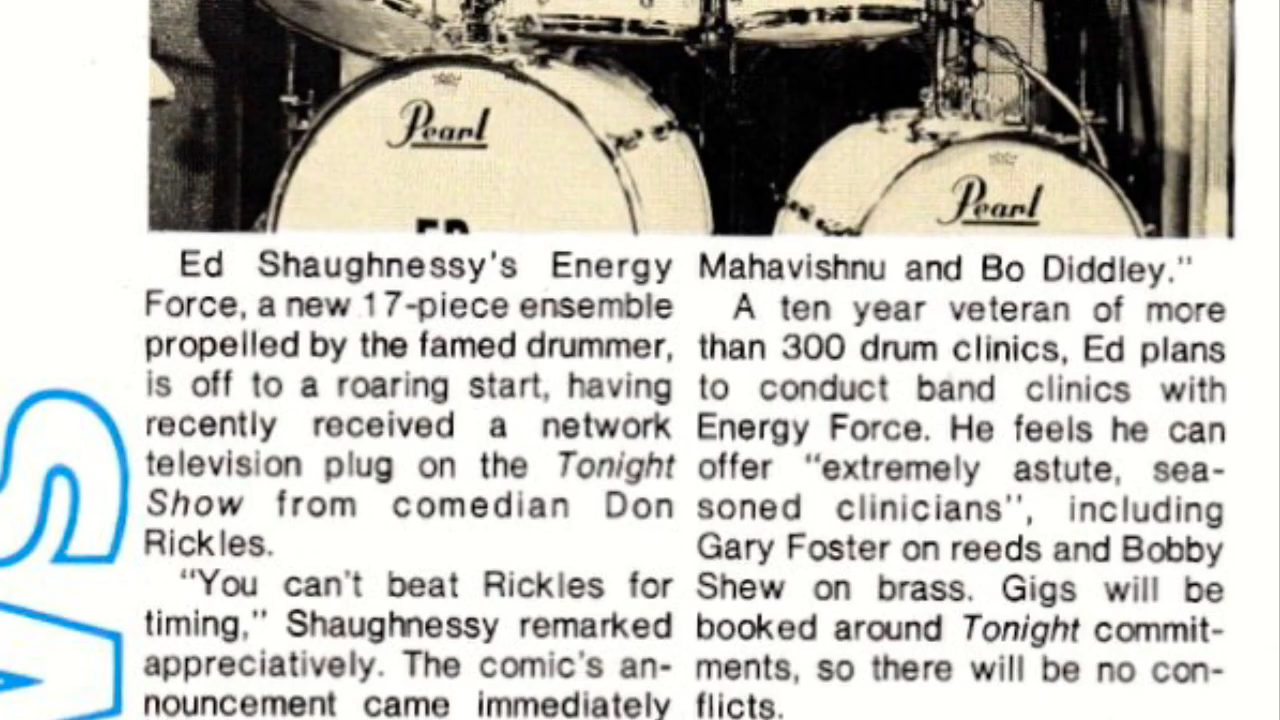 Pearl
Pearl
Ed Shaughnessy's Energy
Force, a new 17-piece ensemble
propelled by the famed drummer,
is off to a roaring start, having
recently received a network
television plug on the Tonight
Show from comedian Don
Rickles.
"You can't beat Rickles for
timing," Shaughnessy remarked
appreciatively. The comic's an-
nouncement came immediately
Mahavishnu and Bo Diddley."
A ten year veteran of more
than 300 drum clinics, Ed plans
to conduct band clinics with
Energy Force. He feels he can
offer "extremely astute, sea-
soned clinicians", including
Gary Foster on reeds and Bobby
Shew on brass. Gigs will be
booked around Tonight commit-
ments, so there will be no con-
flicts.